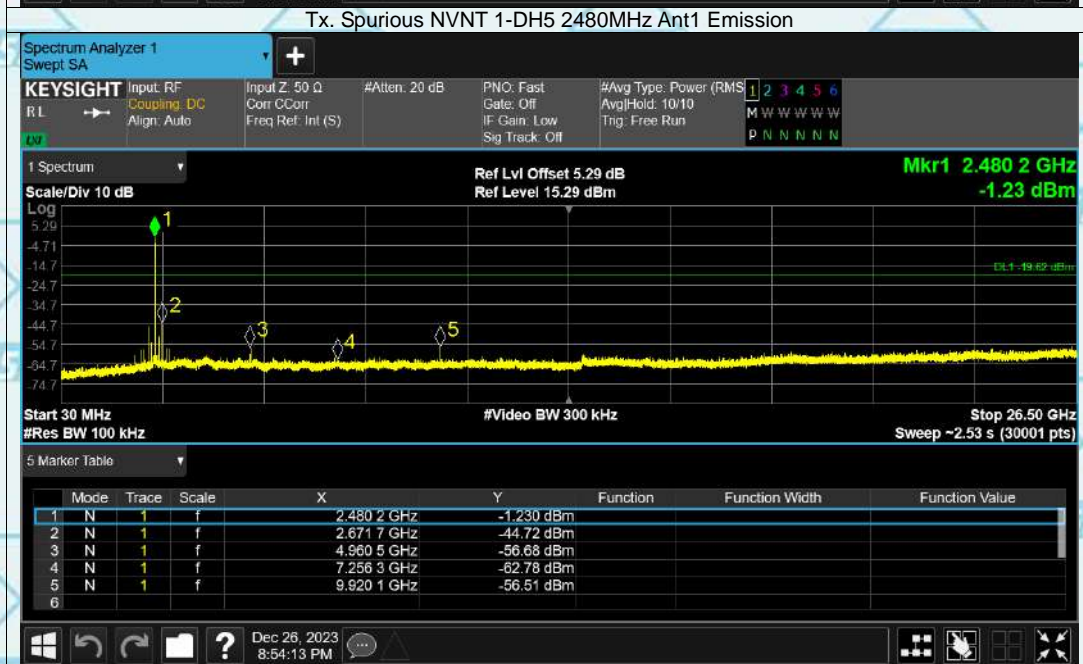 Tx. Spurious NVNT 1-DH5 2480MHz Ant1 Emission
Spectrum Analyzer 1
Swept SA
+
KEYSIGHT Input: RF Input Z: 50 Ω #Atten: 20 dB PNO: Fast #Avg Type: Power (RMS 1 2 3 4 5 6
RL Coupling: DC Corr CCorr Gate: Off Avg|Hold: 10/10 M W W W W W
Align: Auto Freq Ref: Int (S) IF Gain: Low Trig: Free Run
LXI Sig Track: Off P N N N N N
1 Spectrum Ref Lvl Offset 5.29 dB Mkr1 2.480 2 GHz
Scale/Div 10 dB Ref Level 15.29 dBm -1.23 dBm
Log
1
5.29
-4.71
-14.7 DL1 -19.62 dBm
-24.7
-34.7 2
-44.7 3 4 5
-54.7
-64.7
-74.7
Start 30 MHz #Video BW 300 kHz Stop 26.50 GHz
#Res BW 100 kHz Sweep ~2.53 s (30001 pts)
5 Marker Table
Mode Trace Scale X Y Function Function Width Function Value
1 N 1 f 2.480 2 GHz -1.230 dBm
2 N 1 f 2.671 7 GHz -44.72 dBm
3 N 1 f 4.960 5 GHz -56.68 dBm
4 N 1 f 7.256 3 GHz -62.78 dBm
5 N 1 f 9.920 1 GHz -56.51 dBm
6
? Dec 26, 2023
8:54:13 PM